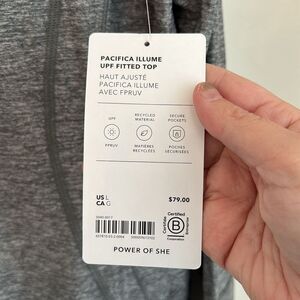 PACIFICA ILLUME
UPF FITTED TOP
HAUT AJUSTÉ
PACIFICA ILLUME
AVEC FPRUV
UPF
RECYCLED
MATERIAL
SECURE
POCKETS
FPRUV
MATIÈRES
RECYCLÉES
POCHES
SÉCURISÉES
US L
CA G
$79.00
Certified
B
Corporation
POWER OF SHE